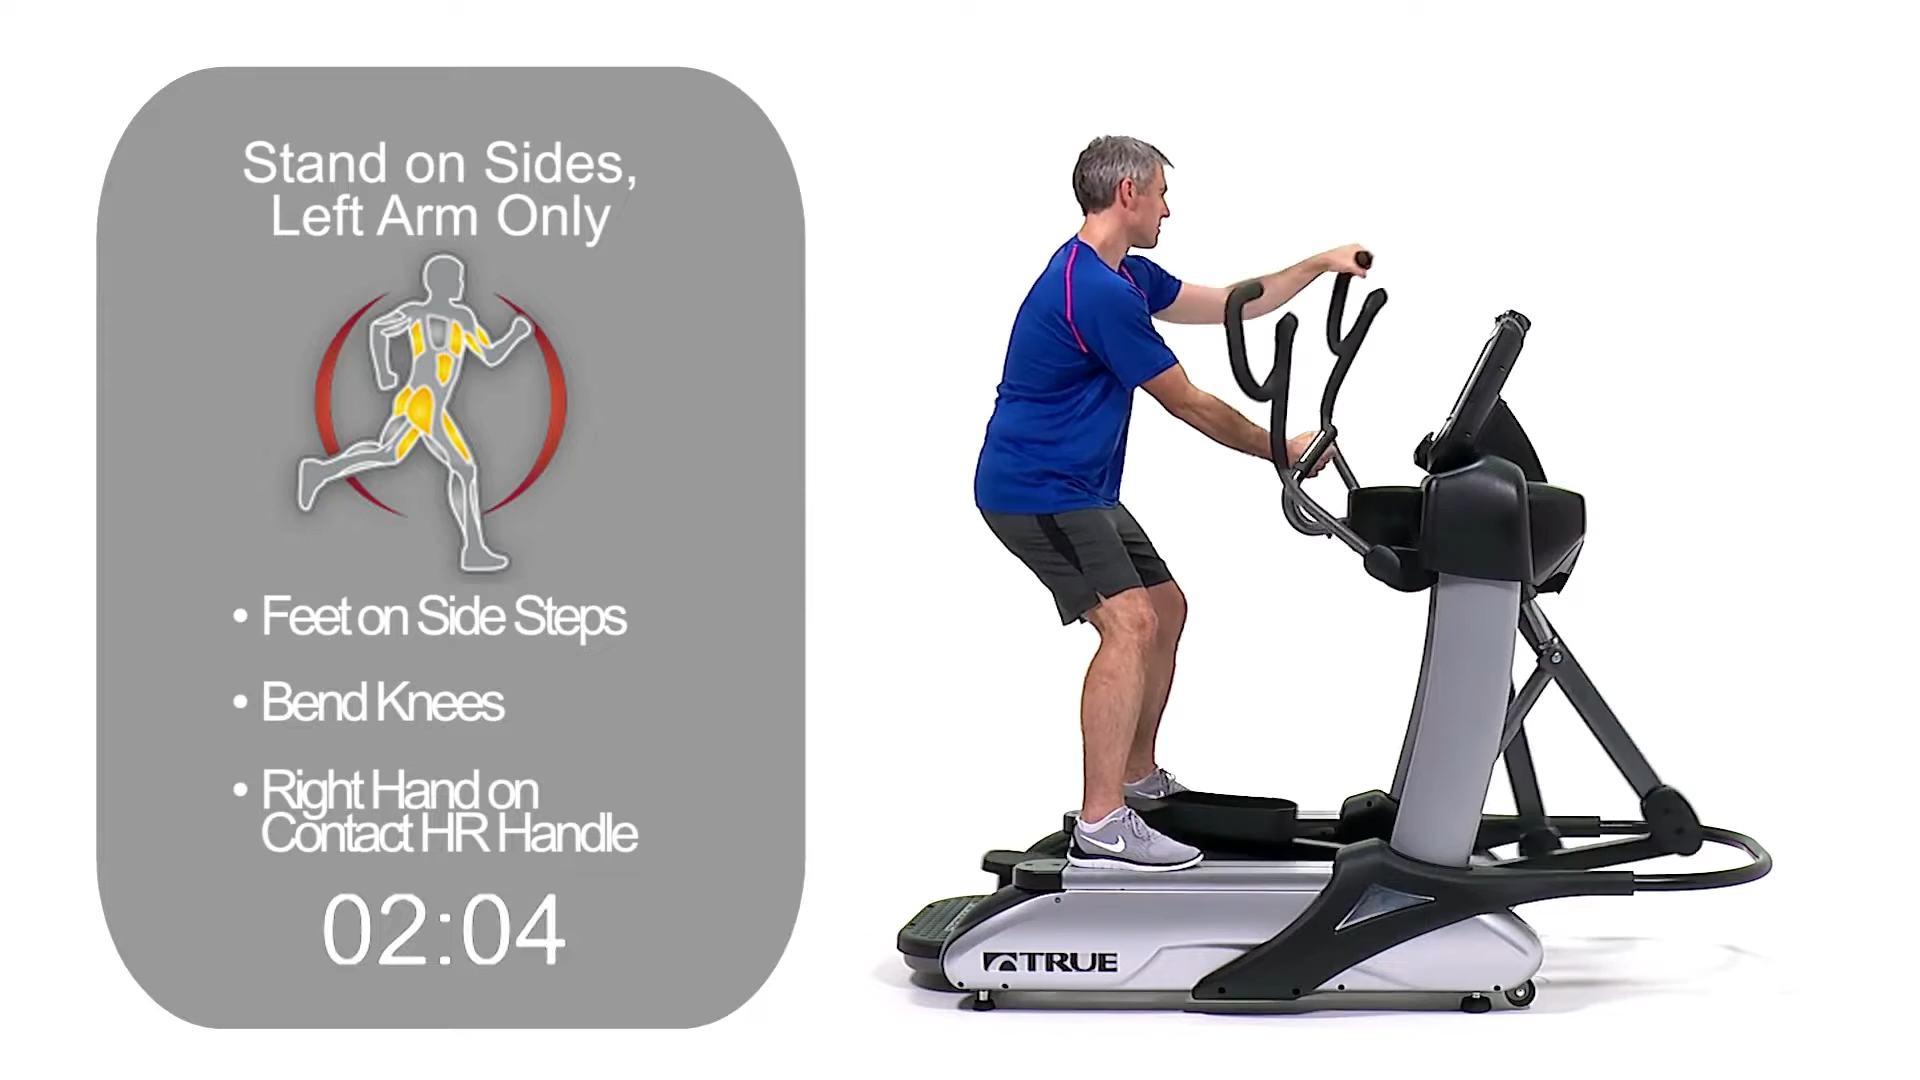 Stand on Sides,
Left Arm Only
• Feet on Side Steps
• Bend Knees
• Right Hand on
Contact HR Handle
02:04
TRUE